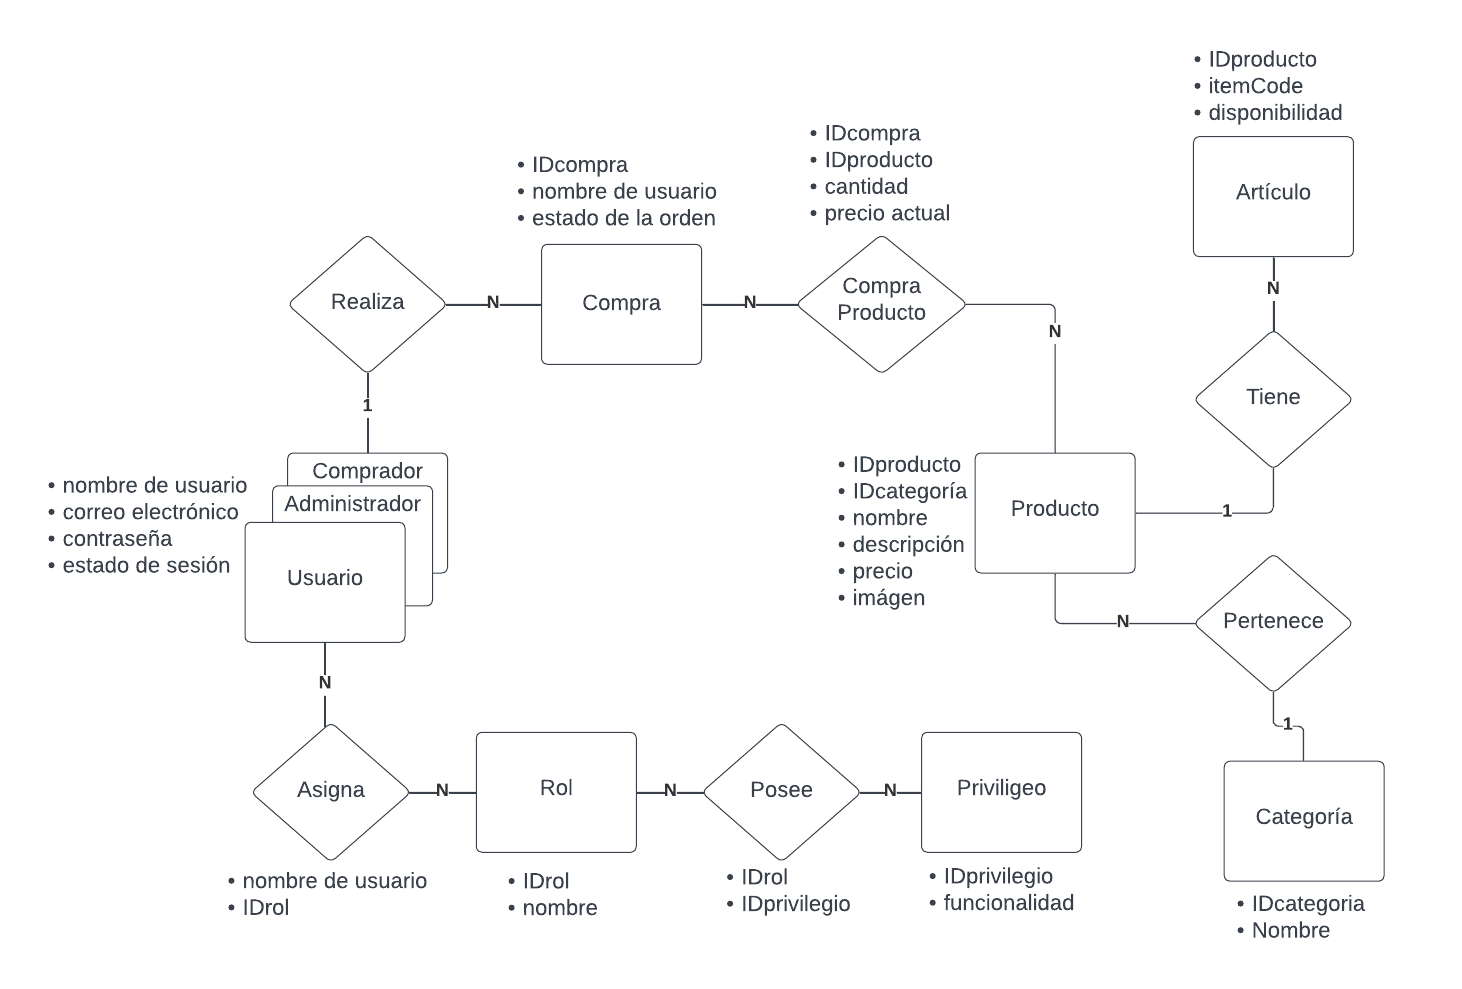 • IDproducto
• itemCode
• disponibilidad
Artículo
N
Tiene
1
• IDcompra
• IDproducto
• cantidad
• precio actual
Compra
Producto
N
N
• IDcompra
• nombre de usuario
• estado de la orden
Compra
N
Realiza
1
Comprador
Administrador
Usuario
• nombre de usuario
• correo electrónico
• contraseña
• estado de sesión
• IDproducto
• IDcategoría
• nombre
• descripción
• precio
• imágen
Producto
N
Pertenece
1
Categoría
• IDcategoria
• Nombre
N
Asigna
• nombre de usuario
• IDrol
N
Rol
• IDrol
• nombre
N
Posee
• IDrol
• IDprivilegio
N
Priviligeo
• IDprivilegio
• funcionalidad